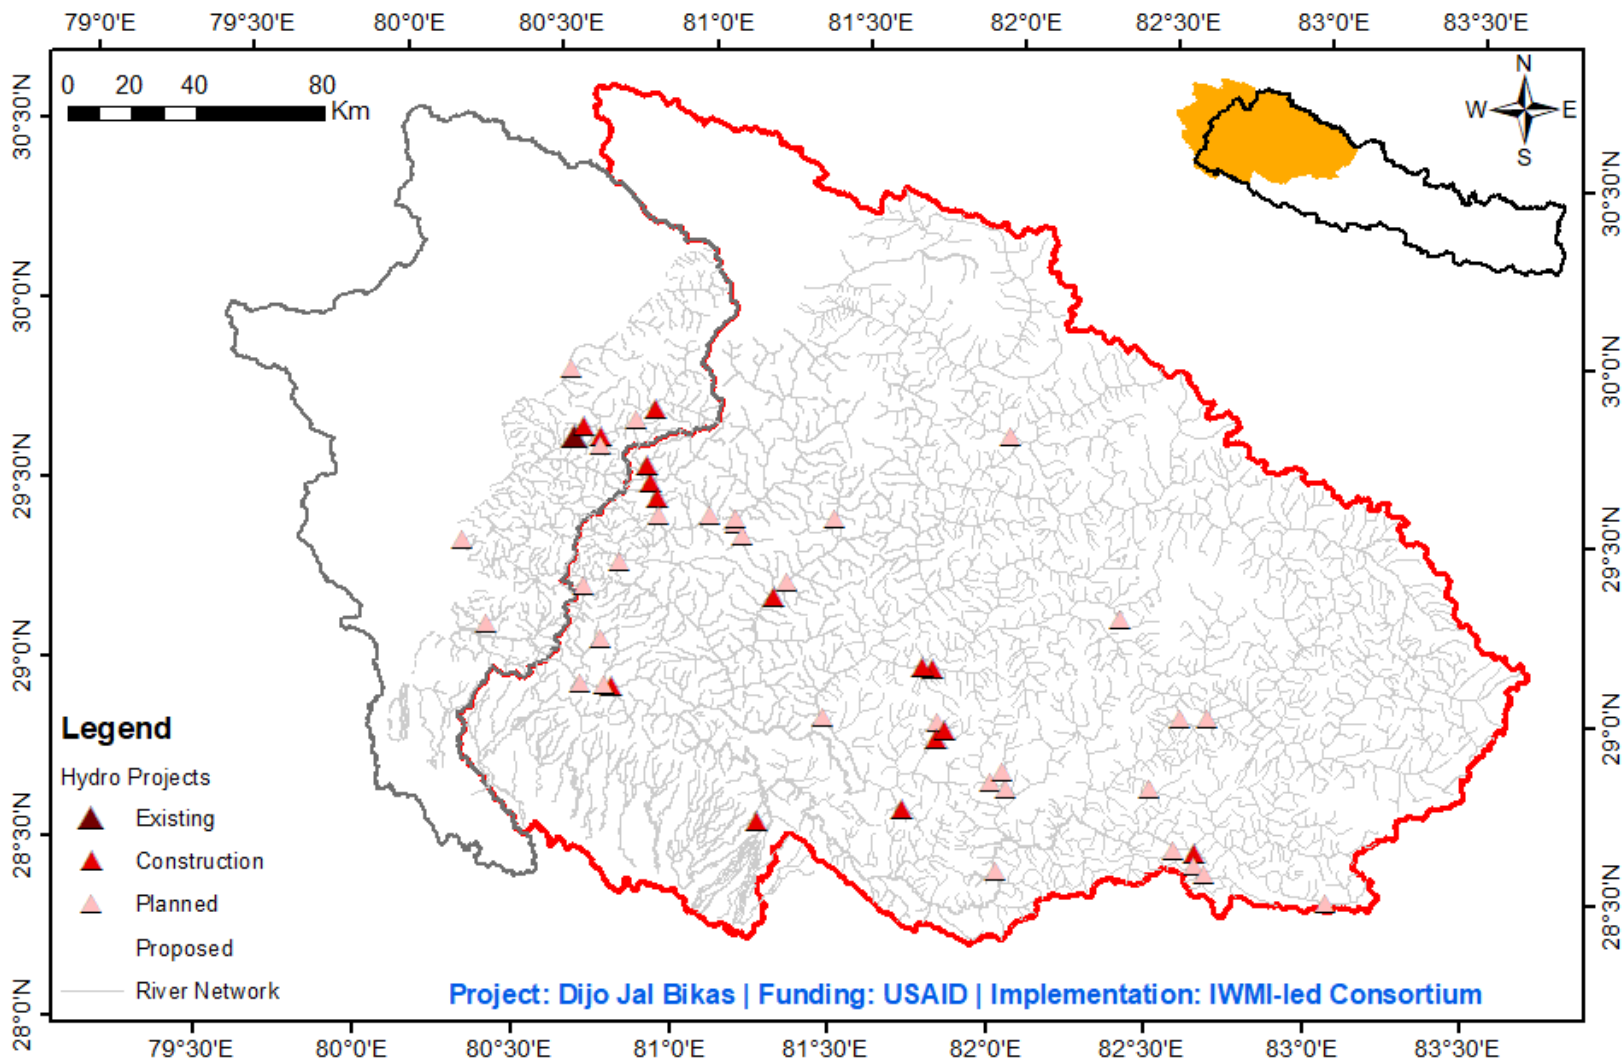 79°0'E 79°30'E 80°0'E 80°30'E 81°0'E 81°30'E 82°0'E 82°30'E 83°0'E 83°30'E
0 20 40 80
Km
N
W E
S
30°30'N
30°0'N
29°30'N
29°0'N
28°30'N
28°0'N
30°30'N
30°0'N
29°30'N
29°0'N
28°30'N
Legend
Hydro Projects
Existing
Construction
Planned
Proposed
River Network
Project: Dijo Jal Bikas | Funding: USAID | Implementation: IWMI-led Consortium
79°30'E 80°0'E 80°30'E 81°0'E 81°30'E 82°0'E 82°30'E 83°0'E 83°30'E